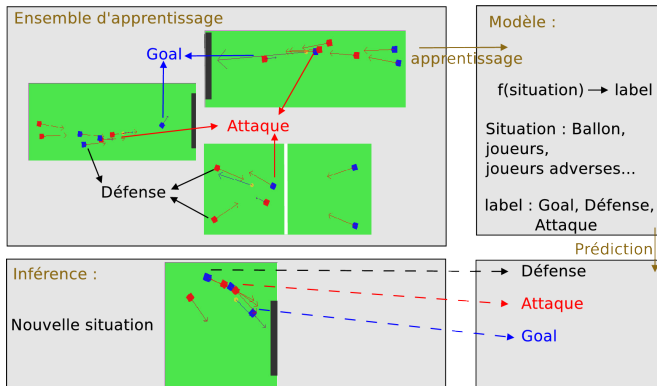 Ensemble d'apprentissage
Goal
Attaque
Défense
apprentissage
Modèle :
f(situation) → label
Situation : Ballon,
joueurs,
joueurs adverses...
label : Goal, Défense,
Attaque
Prédiction
Inférence :
Nouvelle situation
Défense
Attaque
Goal